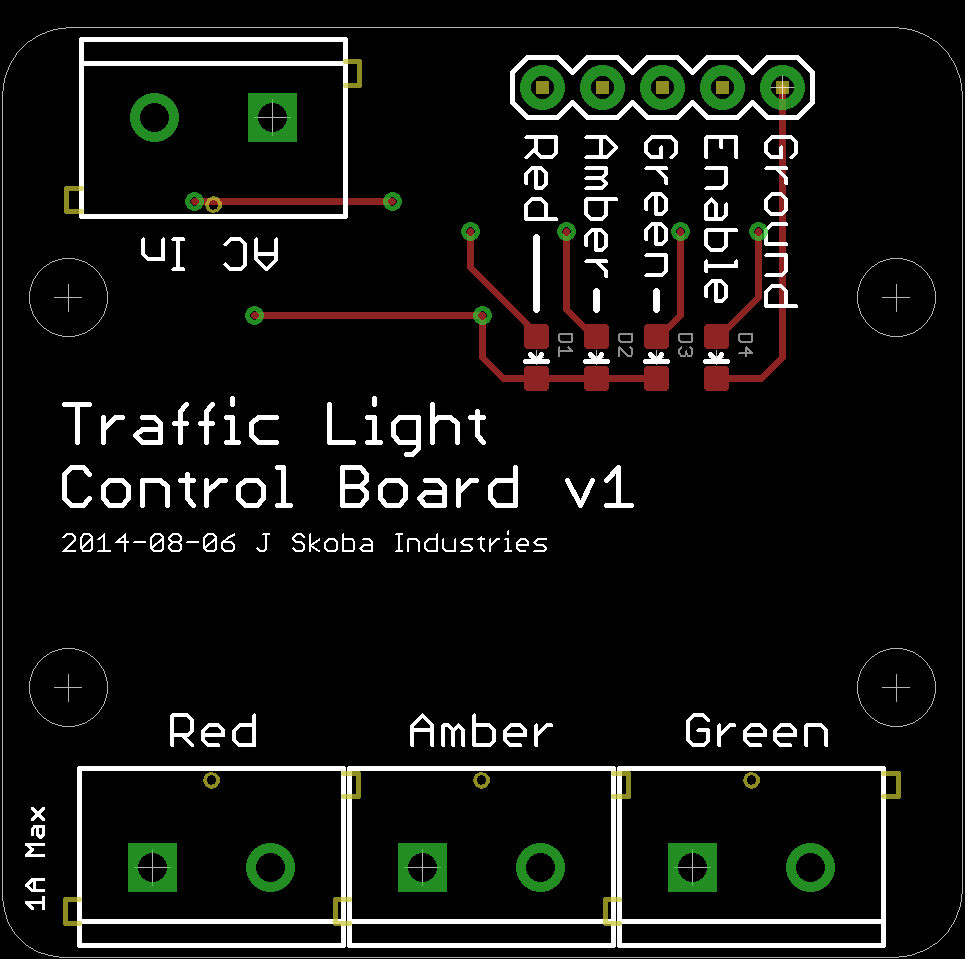 AC In
Red
Amber
Green
Enable
Ground
D1
D2
D3
D4
Traffic Light
Control Board v1
2014-08-06 J Skoba Industries
Red
Amber
Green
1A Max